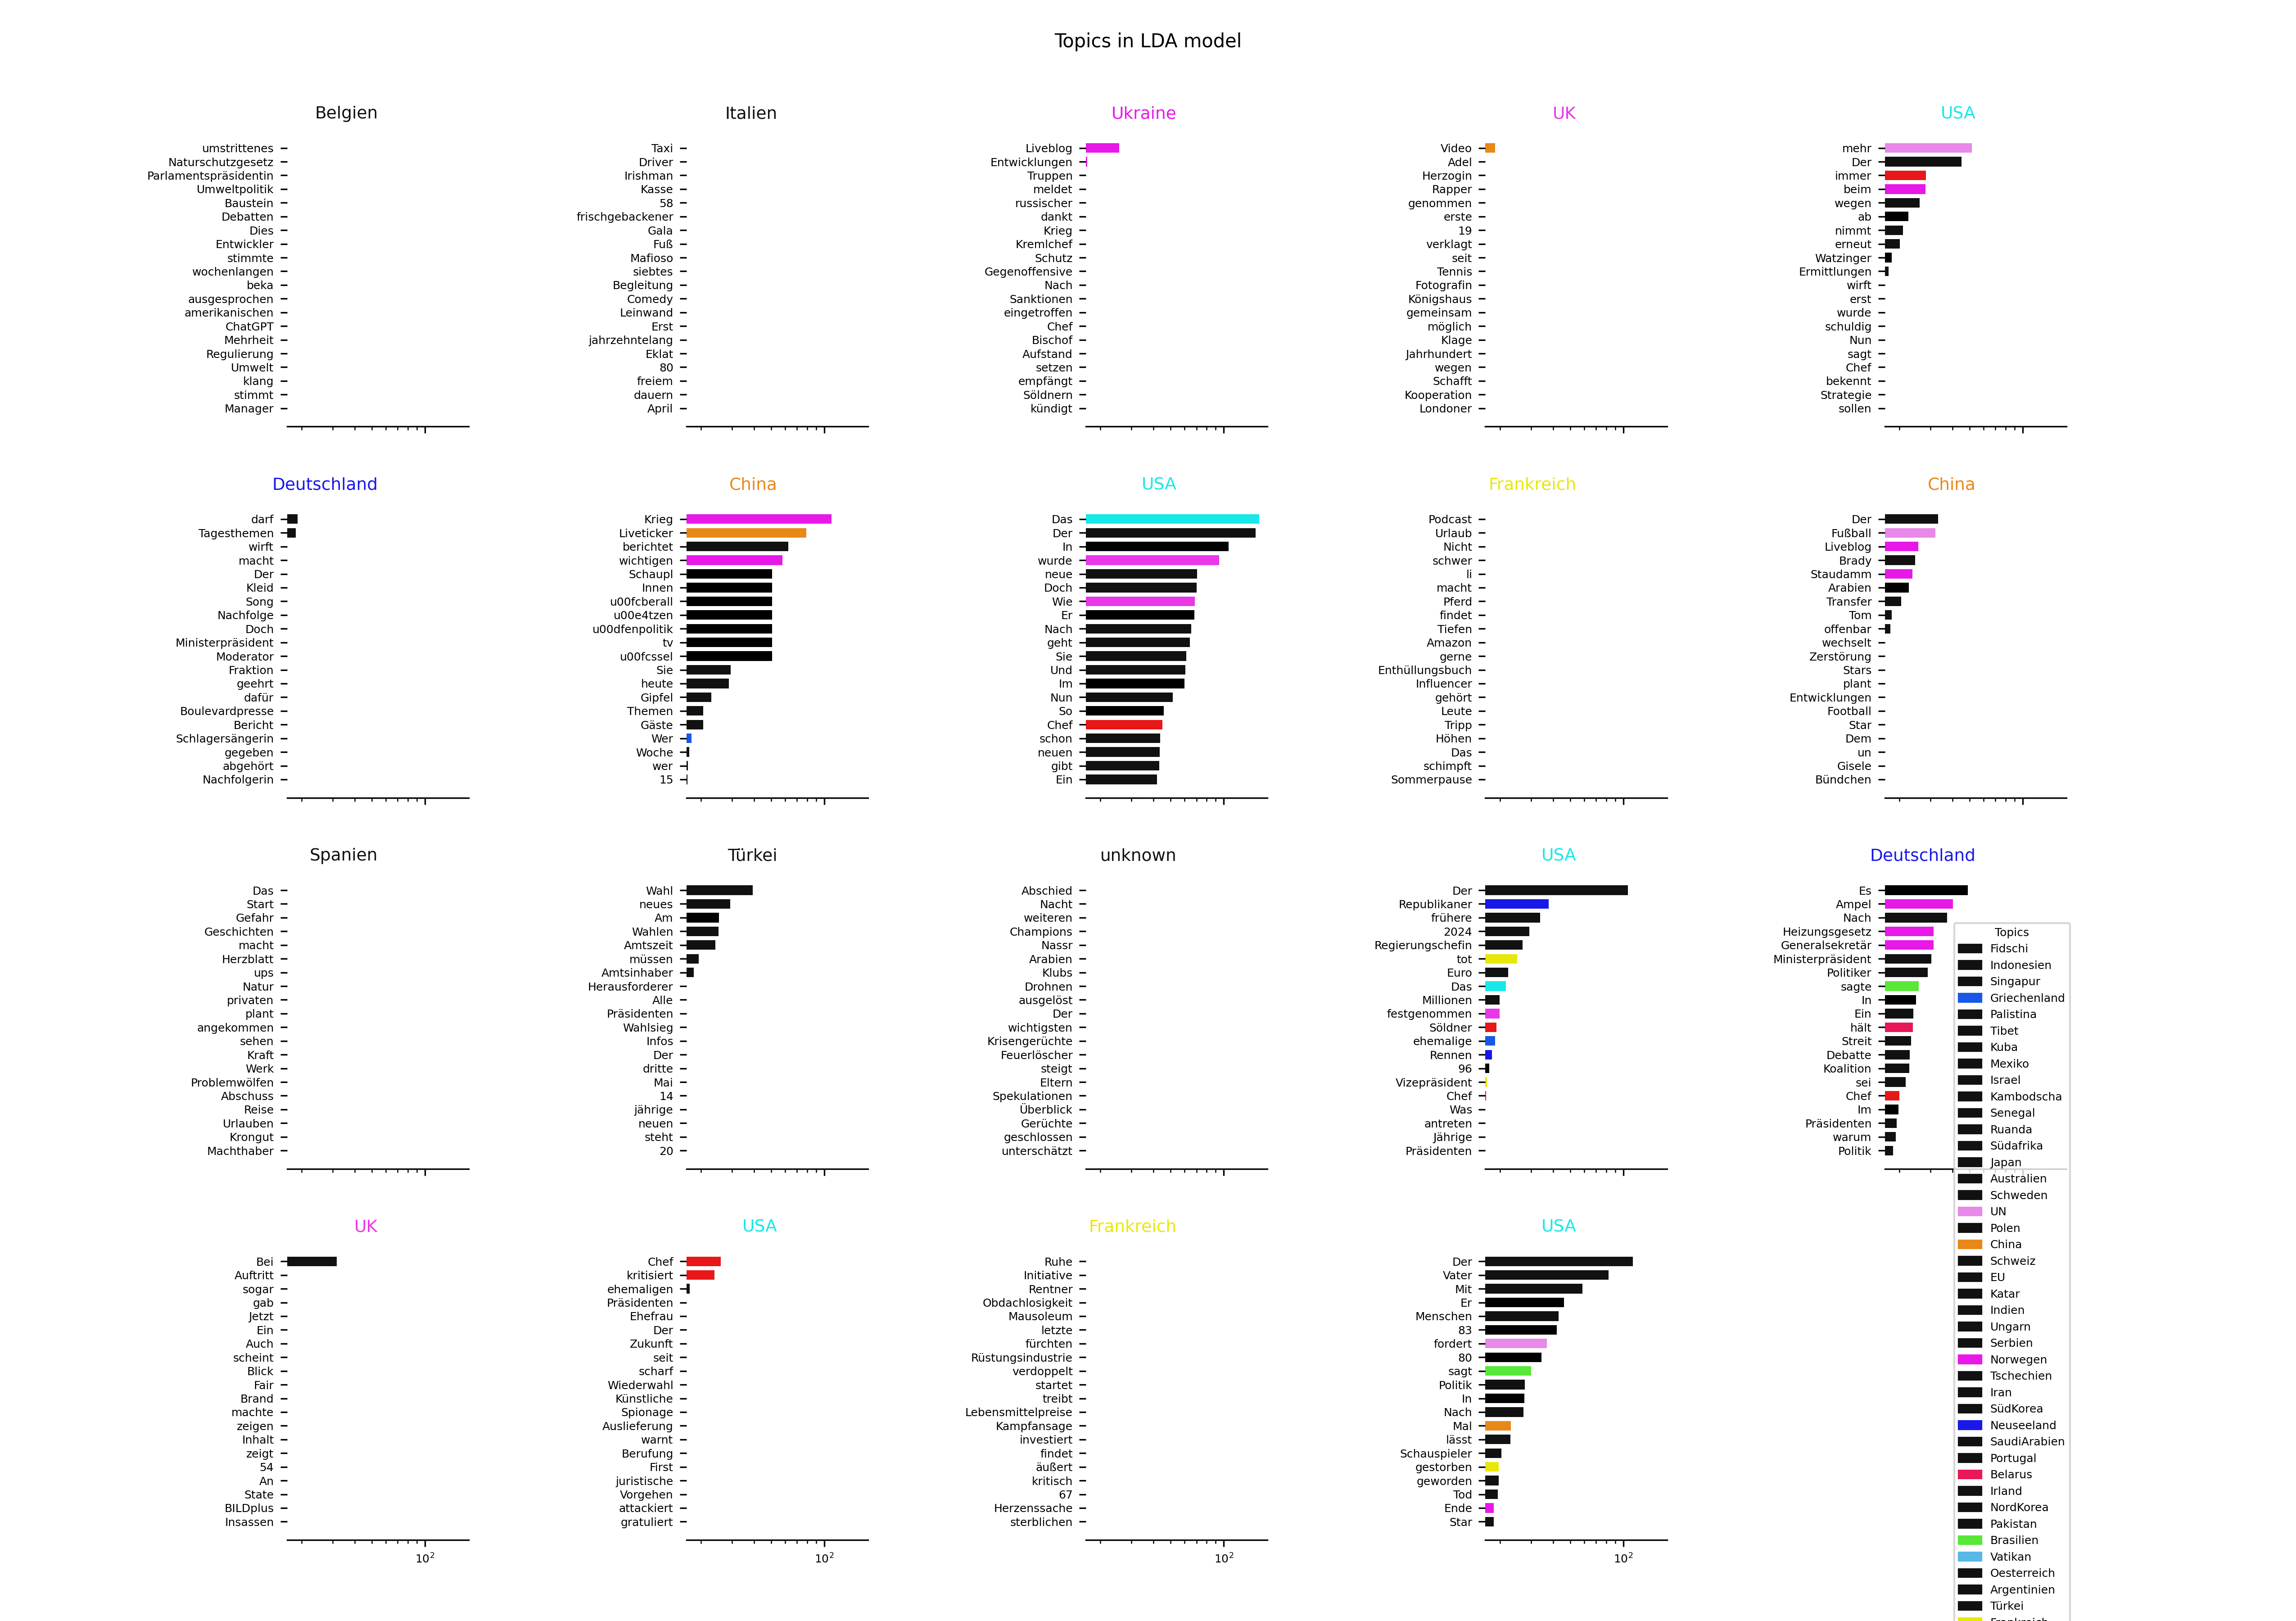 Topics in LDA model
Belgien
umstrittenes
Naturschutzgesetz
Parlamentspräsidentin
Umweltpolitik
Baustein
Debatten
Dies
Entwickler
stimmte
wochenlangen
beka
ausgesprochen
amerikanischen
ChatGPT
Mehrheit
Regulierung
Umwelt
klang
stimmt
Manager
Italien
Taxi
Driver
Irishman
Kasse
58
frischgebackener
Gala
Fuß
Mafioso
siebtes
Begleitung
Comedy
Leinwand
Erst
jahrzehntelang
Eklat
80
freiem
dauern
April
Ukraine
Liveblog
Entwicklungen
Truppen
meldet
russischer
dankt
Krieg
Kremlchef
Schutz
Gegenoffensive
Nach
Sanktionen
eingetroffen
Chef
Bischof
Aufstand
setzen
empfängt
Söldnern
kündigt
UK
Video
Adel
Herzogin
Rapper
genommen
erste
19
verklagt
seit
Tennis
Fotografin
Königshaus
gemeinsam
möglich
Klage
Jahrhundert
wegen
Schafft
Kooperation
Londoner
USA
mehr
Der
immer
beim
wegen
ab
nimmt
erneut
Watzinger
Ermittlungen
wirft
erst
wurde
schuldig
Nun
sagt
Chef
bekennt
Strategie
sollen
Deutschland
darf
Tagesthemen
wirft
macht
Der
Kleid
Song
Nachfolge
Doch
Ministerpräsident
Moderator
Fraktion
geehrt
dafür
Boulevardpresse
Bericht
Schlagersängerin
gegeben
abgehört
Nachfolgerin
China
Krieg
Liveticker
berichtet
wichtigen
Schaupl
Innen
u00fcberall
u00e4tzen
u00dfenpolitik
tv
u00fcssel
Sie
heute
Gipfel
Themen
Gäste
Wer
Woche
wer
15
USA
Das
Der
In
wurde
neue
Doch
Wie
Er
Nach
geht
Sie
Und
Im
Nun
So
Chef
schon
neuen
gibt
Ein
Frankreich
Podcast
Urlaub
Nicht
schwer
li
macht
Pferd
findet
Tiefen
Amazon
gerne
Enthüllungsbuch
Influencer
gehört
Leute
Tripp
Höhen
Das
schimpft
Sommerpause
China
Der
Fußball
Liveblog
Brady
Staudamm
Arabien
Transfer
Tom
offenbar
wechselt
Zerstörung
Stars
plant
Entwicklungen
Football
Star
Dem
un
Gisele
Bündchen
Spanien
Das
Start
Gefahr
Geschichten
macht
Herzblatt
ups
Natur
privaten
plant
angekommen
sehen
Kraft
Werk
Problemwölfen
Abschuss
Reise
Urlauben
Krongut
Machthaber
Türkei
Wahl
neues
Am
Wahlen
Amtszeit
müssen
Amtsinhaber
Herausforderer
Alle
Präsidenten
Wahlsieg
Infos
Der
dritte
Mai
14
jährige
neuen
steht
20
unknown
Abschied
Nacht
weiteren
Champions
Nassr
Arabien
Klubs
Drohnen
ausgelöst
Der
wichtigsten
Krisengerüchte
Feuerlöscher
steigt
Eltern
Spekulationen
Überblick
Gerüchte
geschlossen
unterschätzt
USA
Der
Republikaner
frühere
2024
Regierungschefin
tot
Euro
Das
Millionen
festgenommen
Söldner
ehemalige
Rennen
96
Vizepräsident
Chef
Was
antreten
Jährige
Präsidenten
Deutschland
Es
Ampel
Nach
Heizungsgesetz
Generalsekretär
Ministerpräsident
Politiker
sagte
In
Ein
hält
Streit
Debatte
Koalition
sei
Chef
Im
Präsidenten
warum
Politik
UK
Bei
Auftritt
sogar
gab
Jetzt
Ein
Auch
scheint
Blick
Fair
Brand
machte
zeigen
Inhalt
zeigt
54
An
State
BILDplus
Insassen
10²
USA
Chef
kritisiert
ehemaligen
Präsidenten
Ehefrau
Der
Zukunft
seit
scharf
Wiederwahl
Künstliche
Spionage
Auslieferung
warnt
Berufung
First
juristische
Vorgehen
attackiert
gratuliert
10²
Frankreich
Ruhe
Initiative
Rentner
Obdachlosigkeit
Mausoleum
letzte
fürchten
Rüstungsindustrie
verdoppelt
startet
treibt
Lebensmittelpreise
Kampfansage
investiert
findet
äußert
kritisch
67
Herzenssache
sterblichen
10²
USA
Der
Vater
Mit
Er
Menschen
83
fordert
80
sagt
Politik
In
Nach
Mal
lässt
Schauspieler
gestorben
geworden
Tod
Ende
Star
10²
Topics
Fidschi
Indonesien
Singapur
Griechenland
Palistina
Tibet
Kuba
Mexiko
Israel
Kambodscha
Senegal
Ruanda
Südafrika
Japan
Australien
Schweden
UN
Polen
China
Schweiz
EU
Katar
Indien
Ungarn
Serbien
Norwegen
Tschechien
Iran
SüdKorea
Neuseeland
SaudiArabien
Portugal
Belarus
Irland
NordKorea
Pakistan
Brasilien
Vatikan
Oesterreich
Argentinien
Türkei